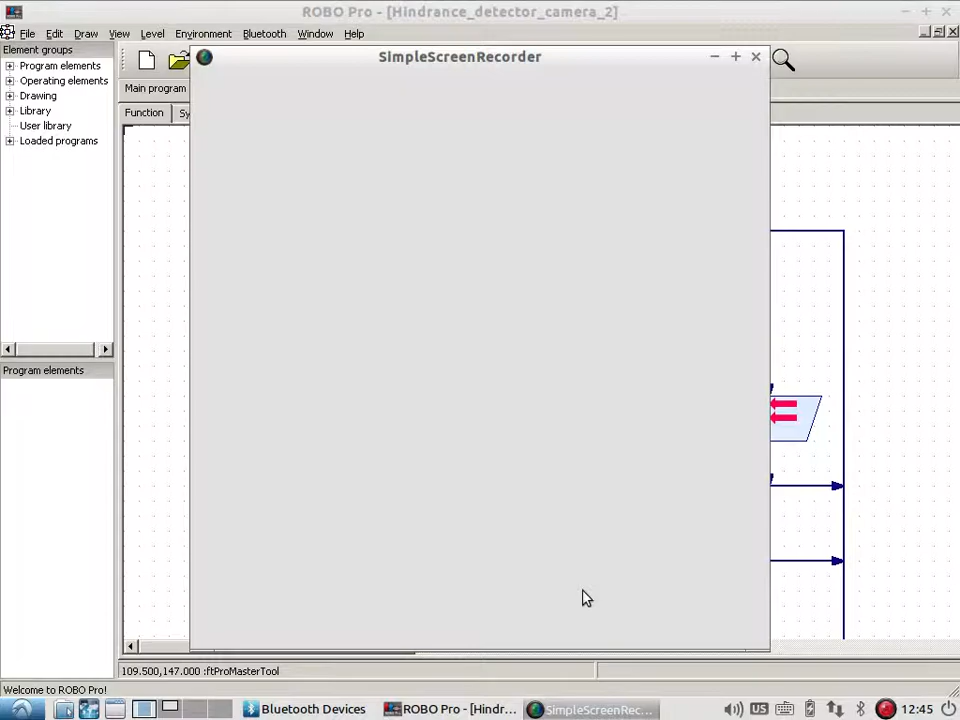 ROBO Pro - [Hindrance_detector_camera_2]
File Edit Draw View Level Environment Bluetooth Window Help
Element groups
Program elements
Operating elements
Drawing
Library
User library
Loaded programs
Program elements
SimpleScreenRecorder
Main program
Function
Sy
109.500,147.000 :ftProMasterTool
Welcome to ROBO Pro!
Bluetooth Devices
ROBO Pro - [Hindr...
SimpleScreenRec...
US
12:45